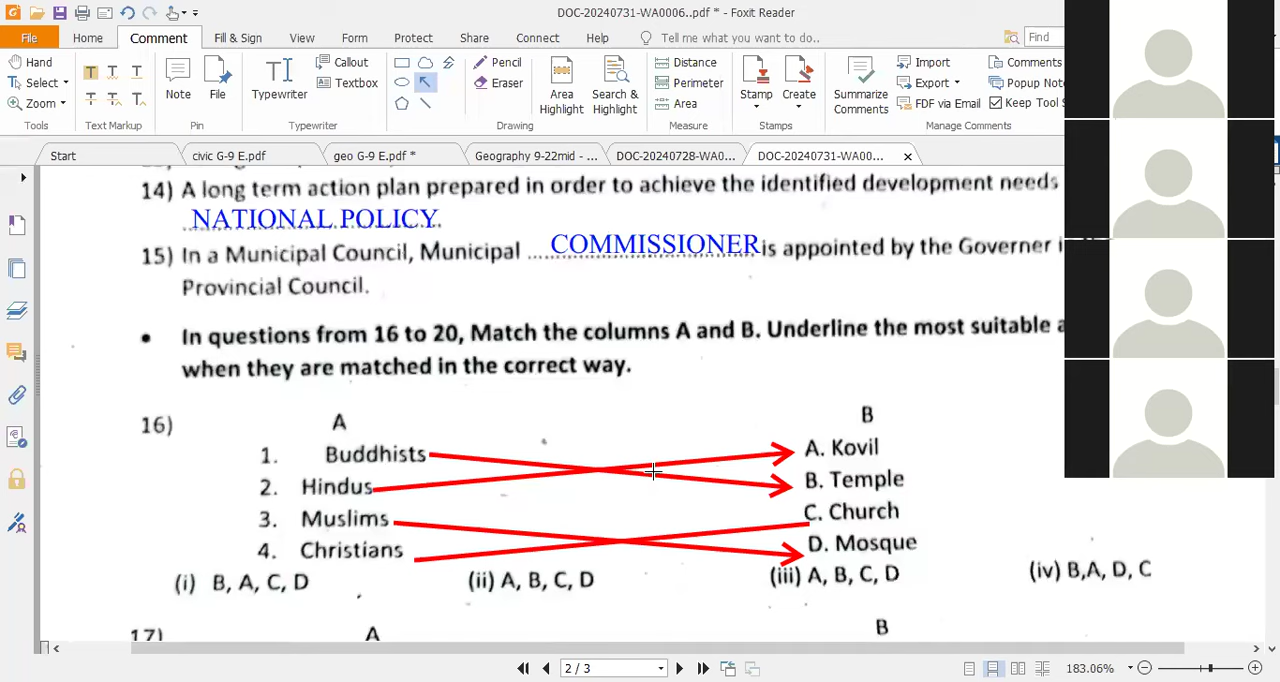 DOC-20240731-WA0006..pdf * - Foxit Reader
File Home Comment Fill & Sign View Form Protect Share Connect Help Tell me what you want to do.. Find
Hand
Select
Zoom
Tools
Text Markup
Note File
Pin
Typewriter
Callout
Textbox
Typewriter
Pencil
Eraser
Area Highlight
Search & Highlight
Drawing
Distance
Perimeter
Area
Measure
Stamp Create
Stamps
Summarize Comments
Import
Export
FDF via Email
Comments
Popup Note
Keep Tool S
Manage Comments
Start civic G-9 E.pdf geo G-9 E.pdf * Geography 9-22mid - ... DOC-20240728-WA0... DOC-20240731-WA00...
14) A long term action plan prepared in order to achieve the identified development needs
NATIONAL POLICY.
15) In a Municipal Council, Municipal ... COMMISSIONER is appointed by the Governer
Provincial Council.
• In questions from 16 to 20, Match the columns A and B. Underline the most suitable
when they are matched in the correct way.
16) A B
1. Buddhists A. Kovil
2. Hindus B. Temple
3. Muslims C. Church
4. Christians D. Mosque
(i) B, A, C, D (ii) A, B, C, D (iii) A, B, C, D (iv) B,A, D, C
17) A B
2 / 3
183.06%